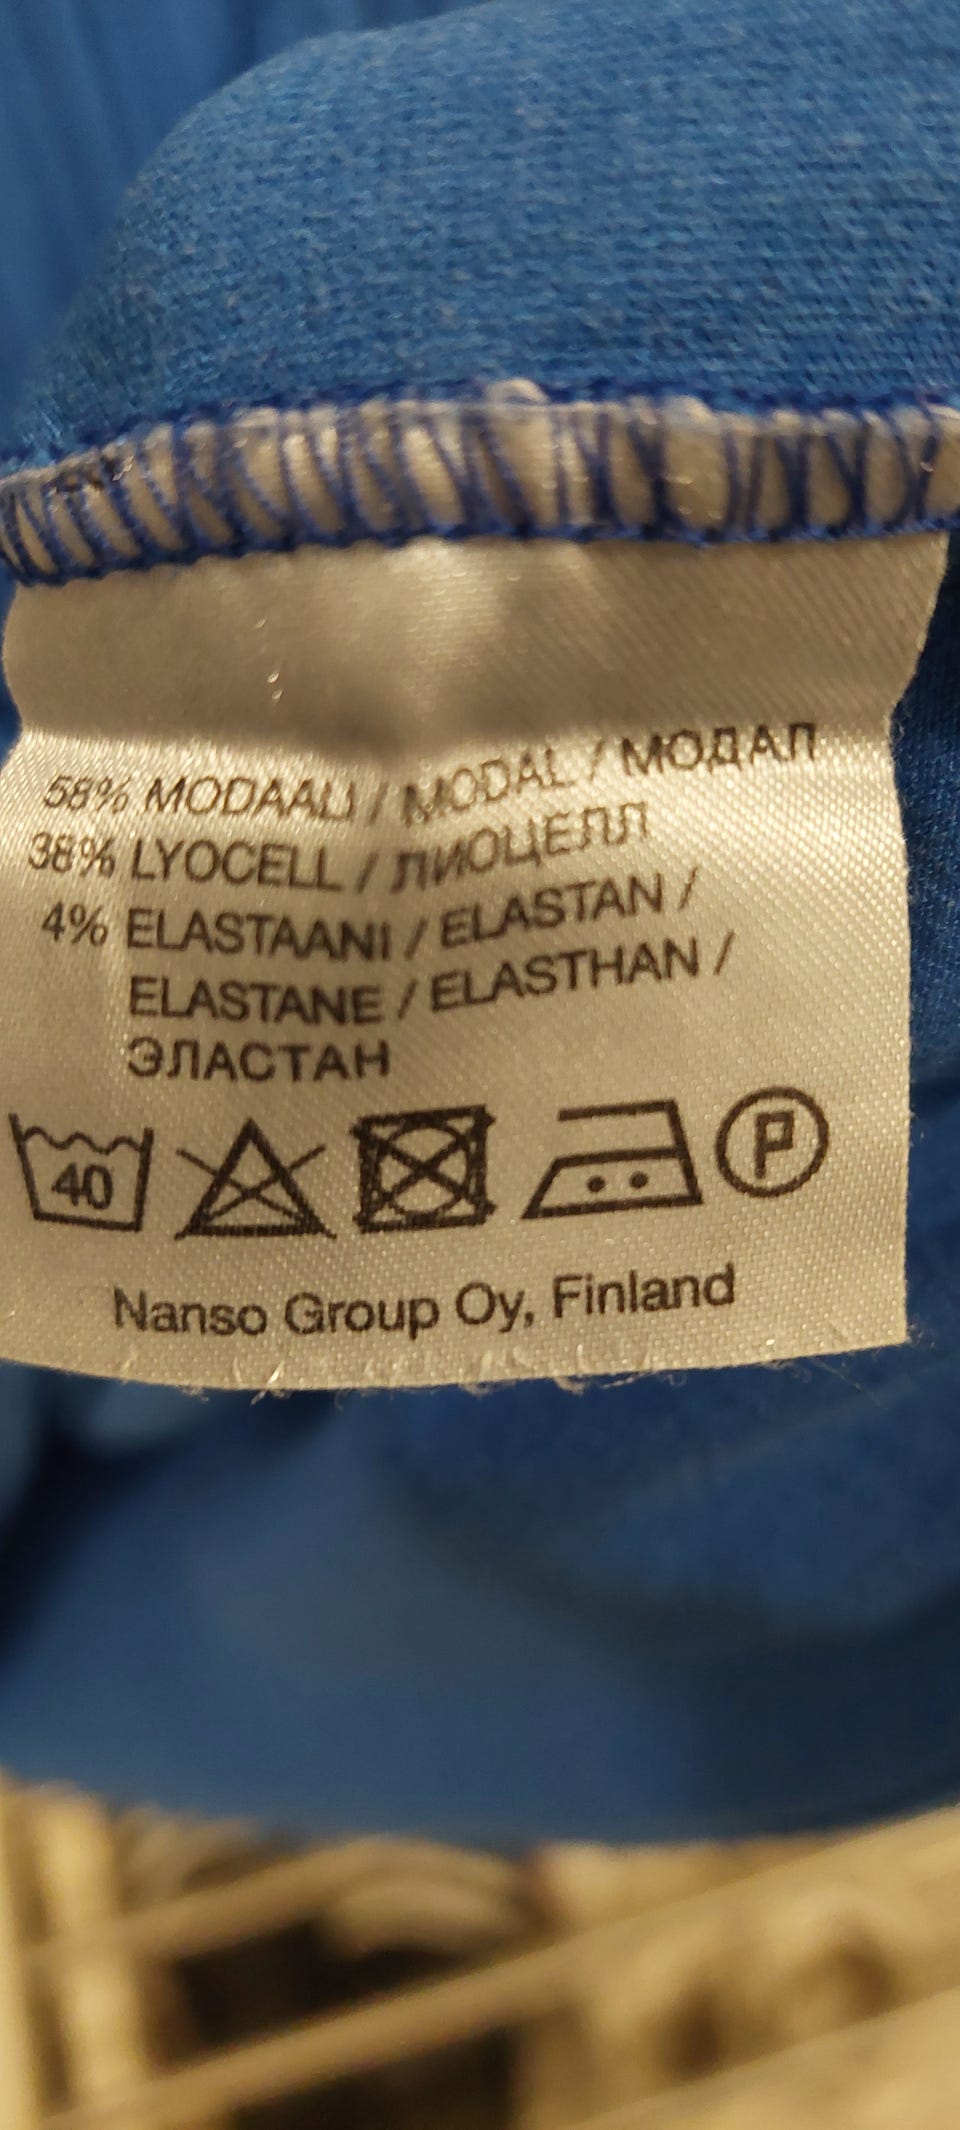 58% MODAALI / MODAL / МОДАЛ
38% LYOCELL / ЛИОЦЕЛЛ
4% ELASTAANI / ELASTAN /
ELASTANE / ELASTHAN /
ЭЛАСТАН
40 P
Nanso Group Oy, Finland